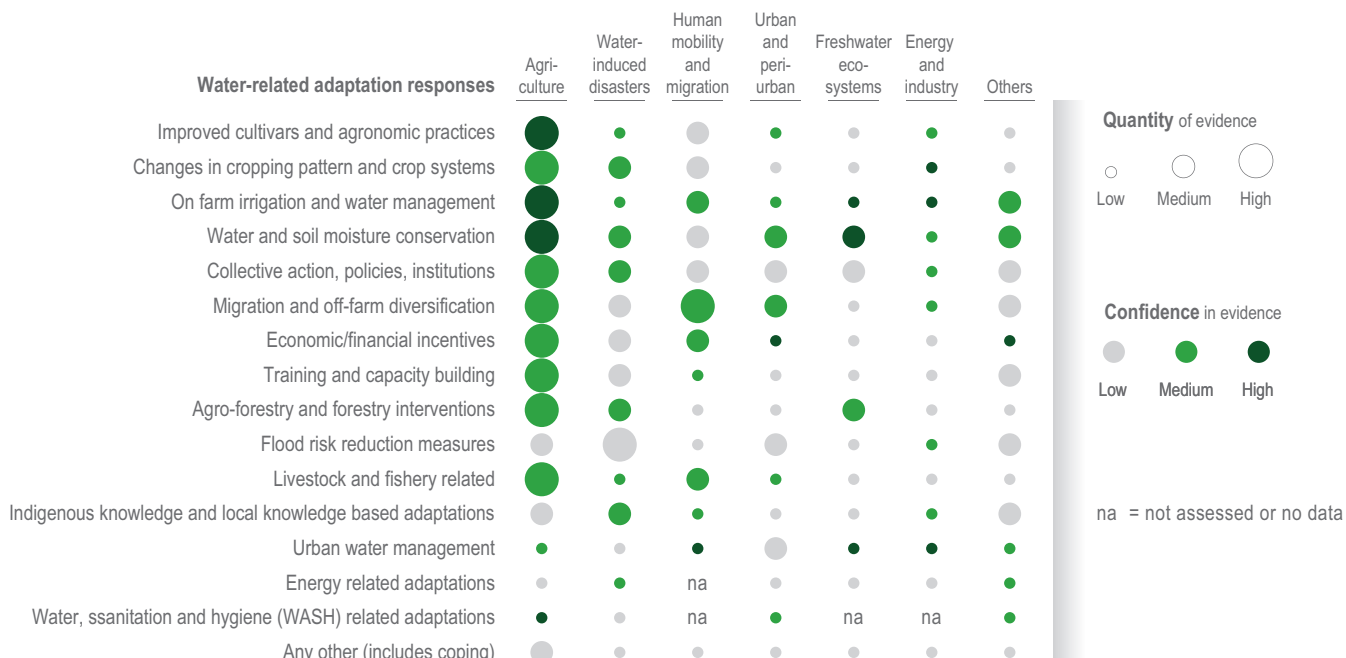 Water-related adaptation responses
Agri-
culture
Water-
induced
disasters
Human
mobility
and
migration
Urban
and
peri-
urban
Freshwater
eco-
systems
Energy
and
industry
Others
Improved cultivars and agronomic practices
Changes in cropping pattern and crop systems
On farm irrigation and water management
Water and soil moisture conservation
Collective action, policies, institutions
Migration and off-farm diversification
Economic/financial incentives
Training and capacity building
Agro-forestry and forestry interventions
Flood risk reduction measures
Livestock and fishery related
Indigenous knowledge and local knowledge based adaptations
Urban water management
Energy related adaptations
na
Water, ssanitation and hygiene (WASH) related adaptations
na na na
Any other (includes coping)
Quantity of evidence
Low Medium High
Confidence in evidence
Low Medium High
na = not assessed or no data